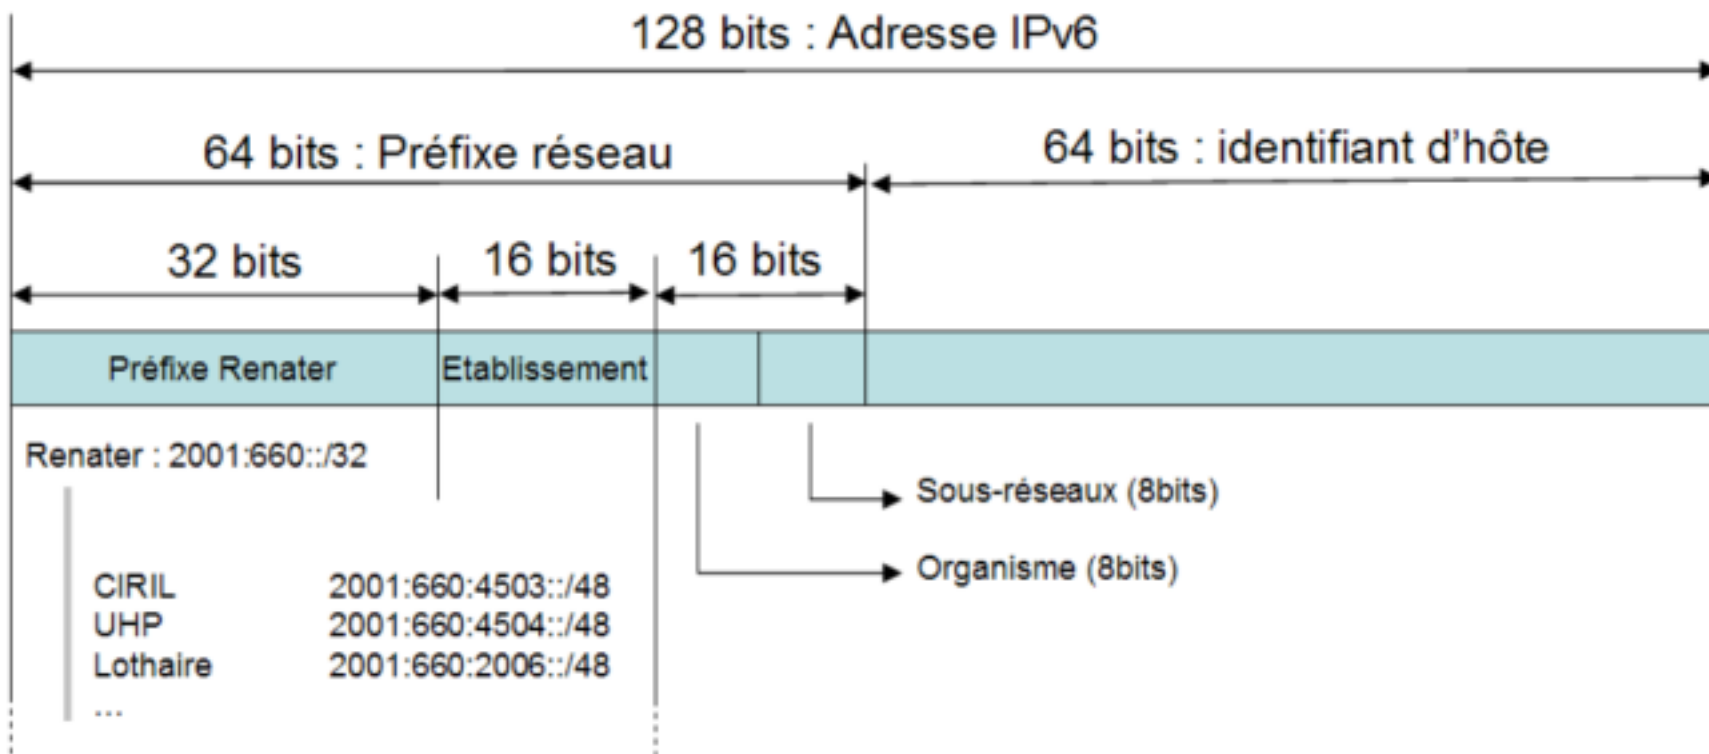 128 bits : Adresse IPv6
64 bits : Préfixe réseau
64 bits : identifiant d'hôte
32 bits
16 bits
16 bits
Préfixe Renater
Etablissement
Renater : 2001:660::/32
Sous-réseaux (8bits)
Organisme (8bits)
CIRIL 2001:660:4503::/48
UHP 2001:660:4504::/48
Lothaire 2001:660:2006::/48
...